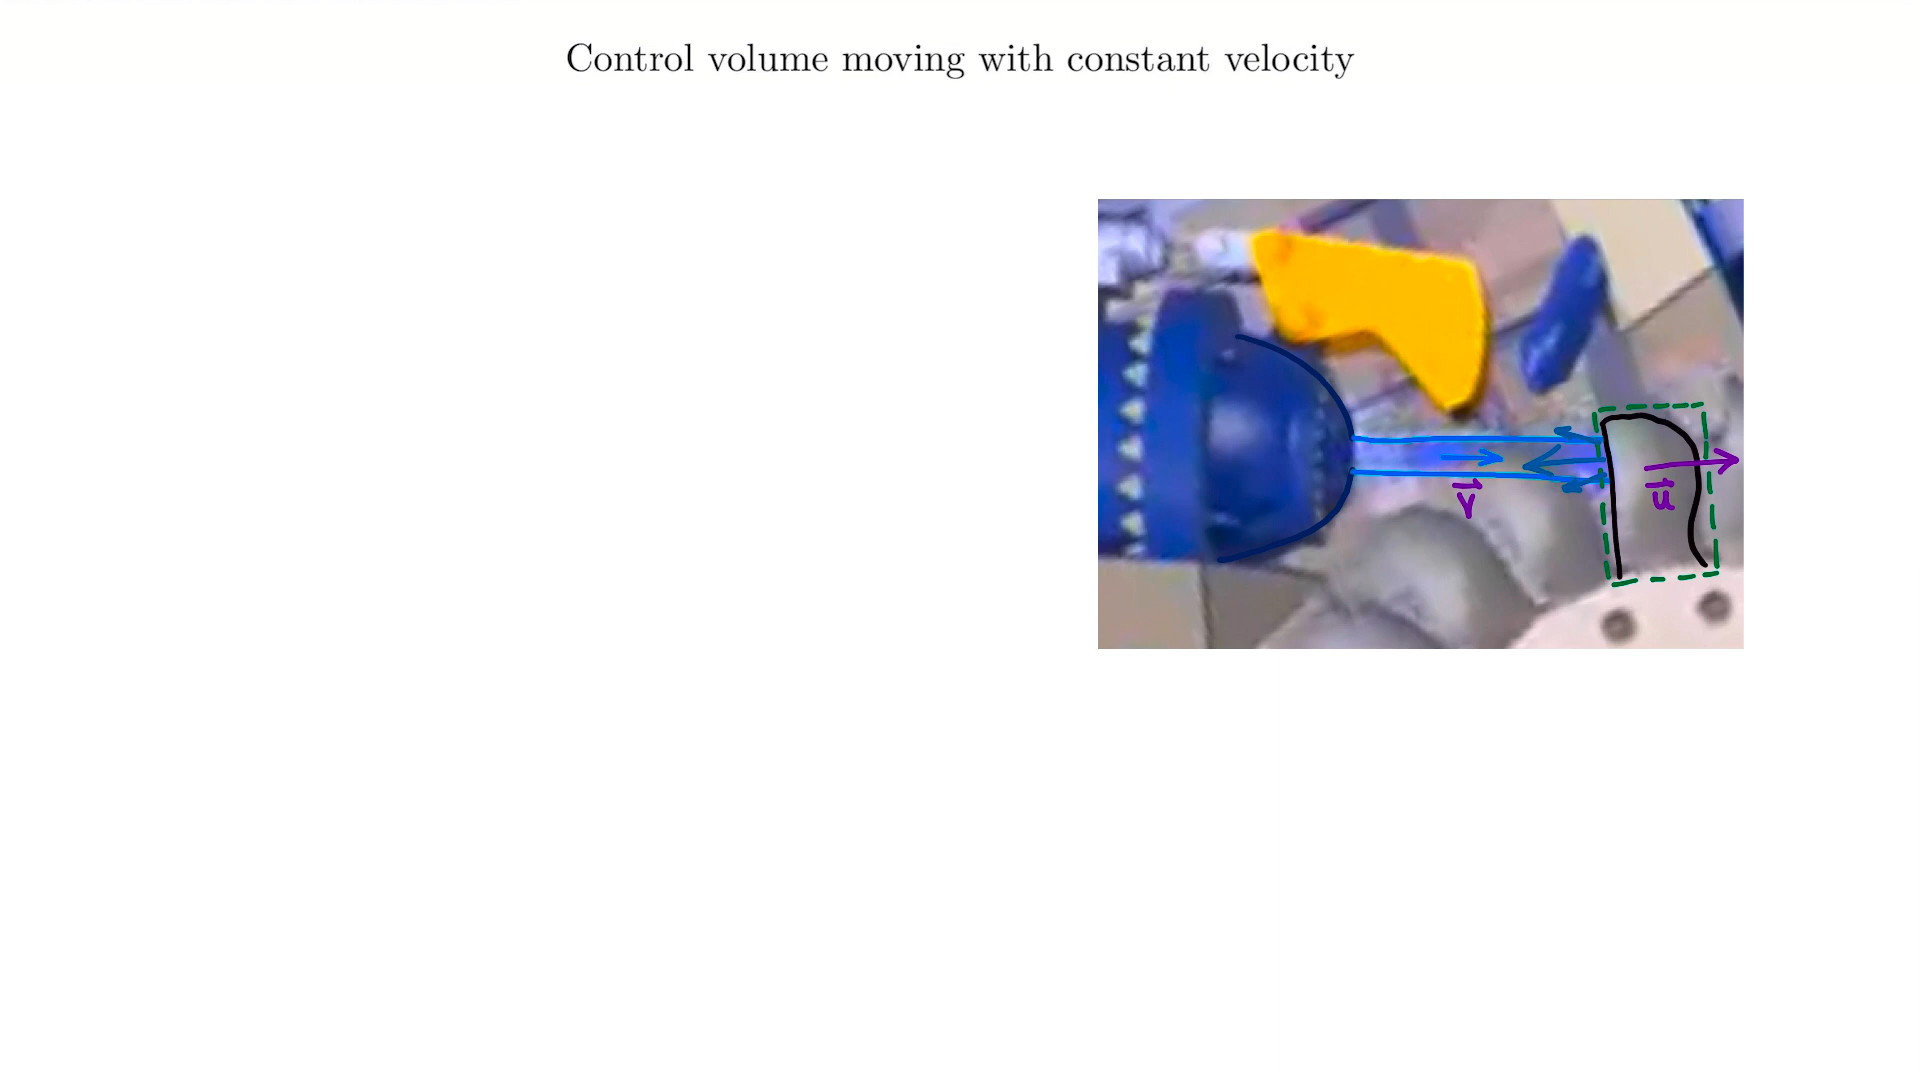 Control volume moving with constant velocity
v⃗
u⃗